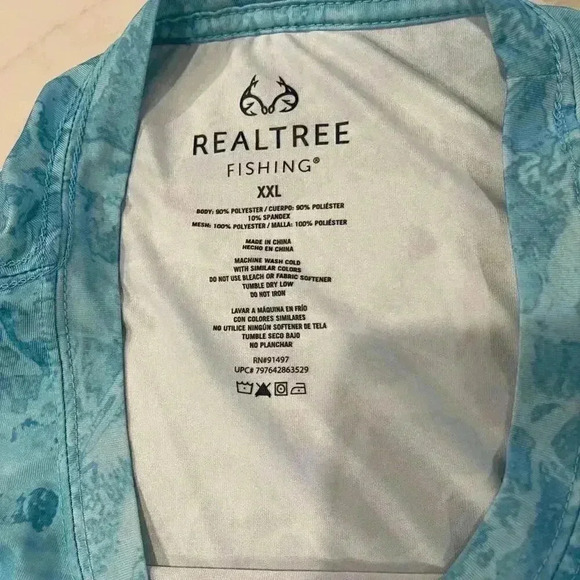 REALTREE
FISHING®
XXL
BODY: 90% POLYESTER / CUERPO: 90% POLIÉSTER
10% SPANDEX
MESH: 100% POLYESTER / MALLA: 100% POLIÉSTER
MADE IN CHINA
HECHO EN CHINA
MACHINE WASH COLD
WITH SIMILAR COLORS
DO NOT USE BLEACH OR FABRIC SOFTENER
TUMBLE DRY LOW
DO NOT IRON
LAVAR A MÁQUINA EN FRÍO
CON COLORES SIMILARES
NO UTILICE NINGÚN SOFTENER DE TELA
TUMBLE SECO BAJO
NO PLANCHAR
RN#91497
UPC# 797642863529